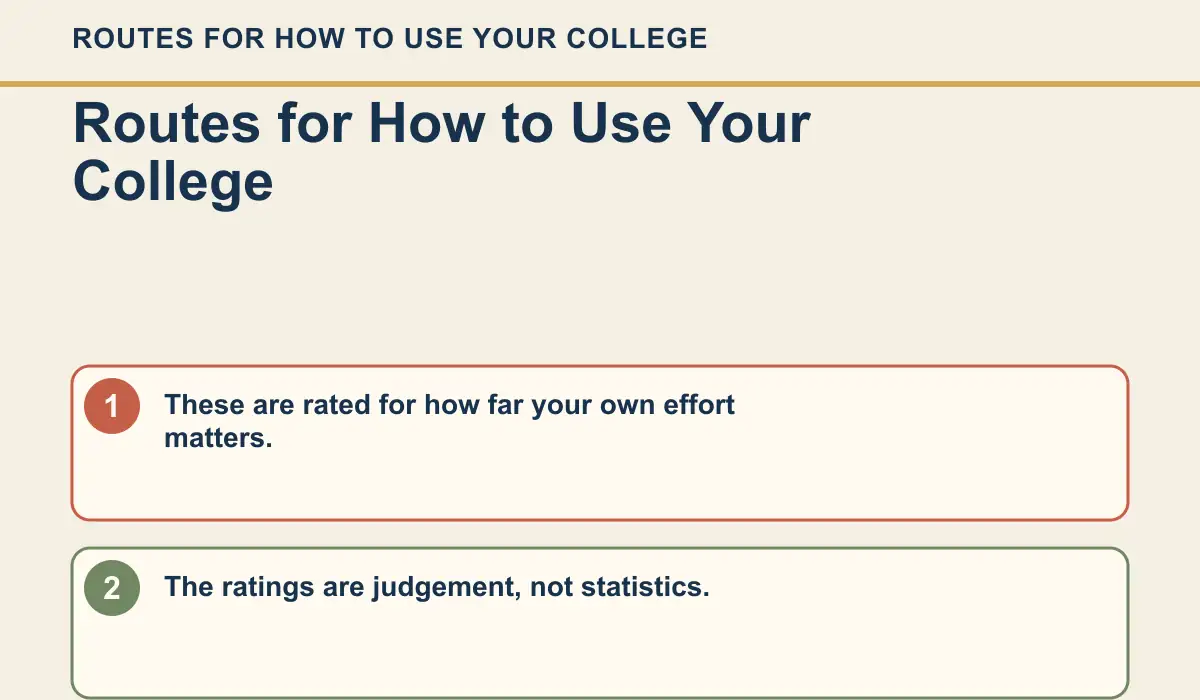 ROUTES FOR HOW TO USE YOUR COLLEGE
Routes for How to Use Your
College
1
These are rated for how far your own effort
matters.
2
The ratings are judgement, not statistics.